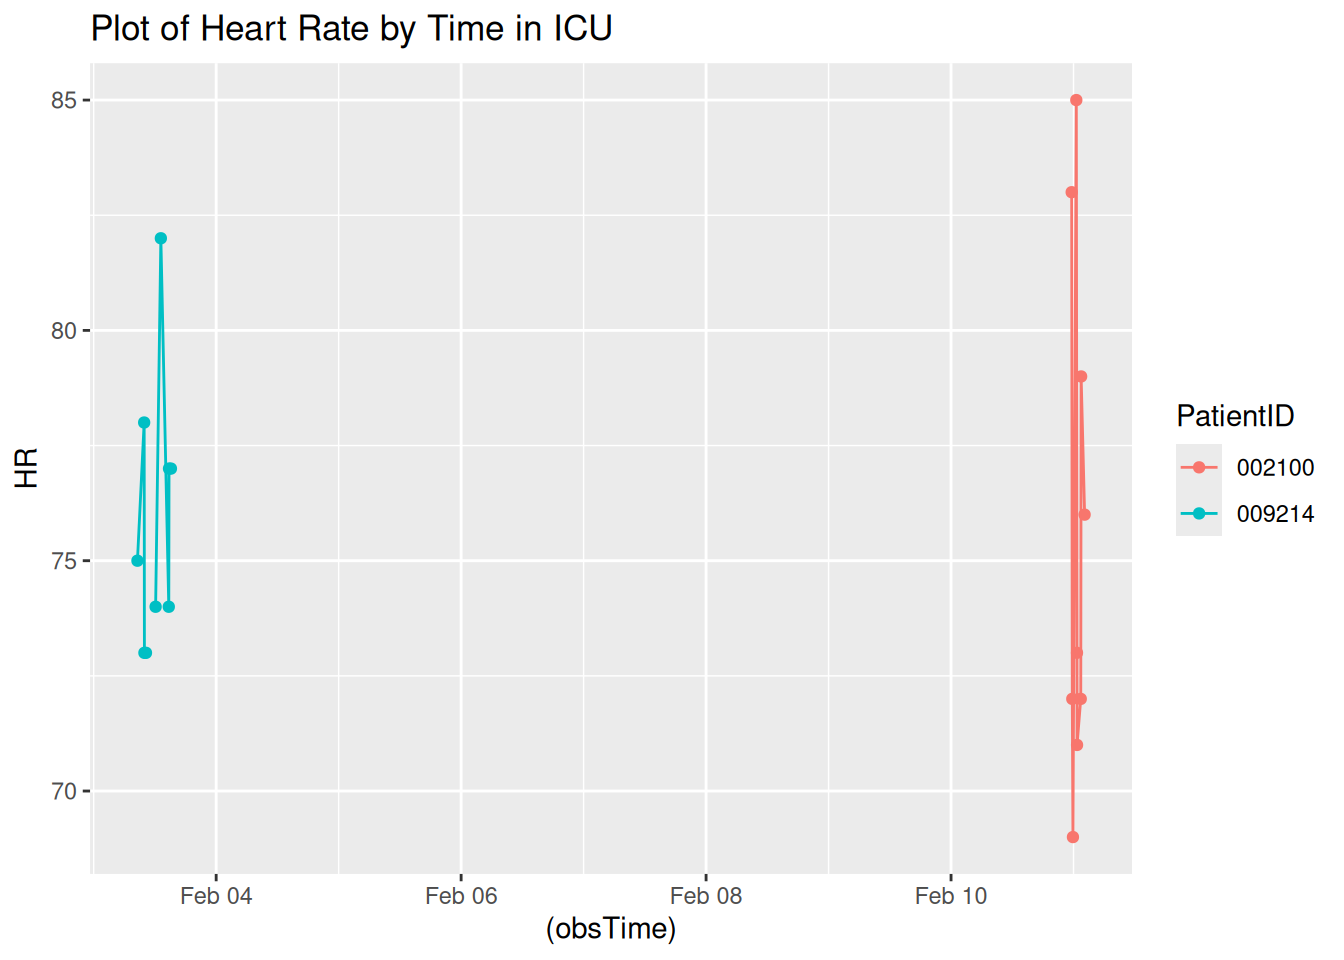 Plot of Heart Rate by Time in ICU
85
80
75
70
HR
Feb 04
Feb 06
Feb 08
Feb 10
(obsTime)
PatientID
002100
009214